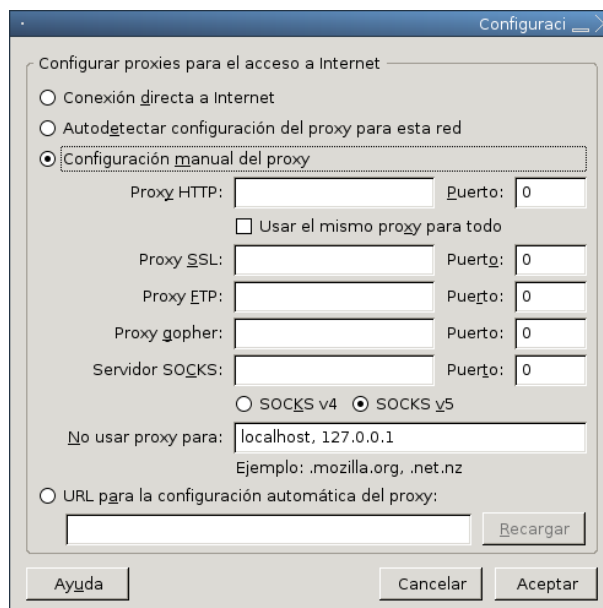 Configuraci
Configurar proxies para el acceso a Internet
Conexión directa a Internet
Autodetectar configuración del proxy para esta red
Configuración manual del proxy
Proxy HTTP: Puerto: 0
Usar el mismo proxy para todo
Proxy SSL: Puerto: 0
Proxy FTP: Puerto: 0
Proxy gopher: Puerto: 0
Servidor SOCKS: Puerto: 0
SOCKS v4 SOCKS v5
No usar proxy para: localhost, 127.0.0.1
Ejemplo: .mozilla.org, .net.nz
URL para la configuración automática del proxy:
Recargar
Ayuda Cancelar Aceptar